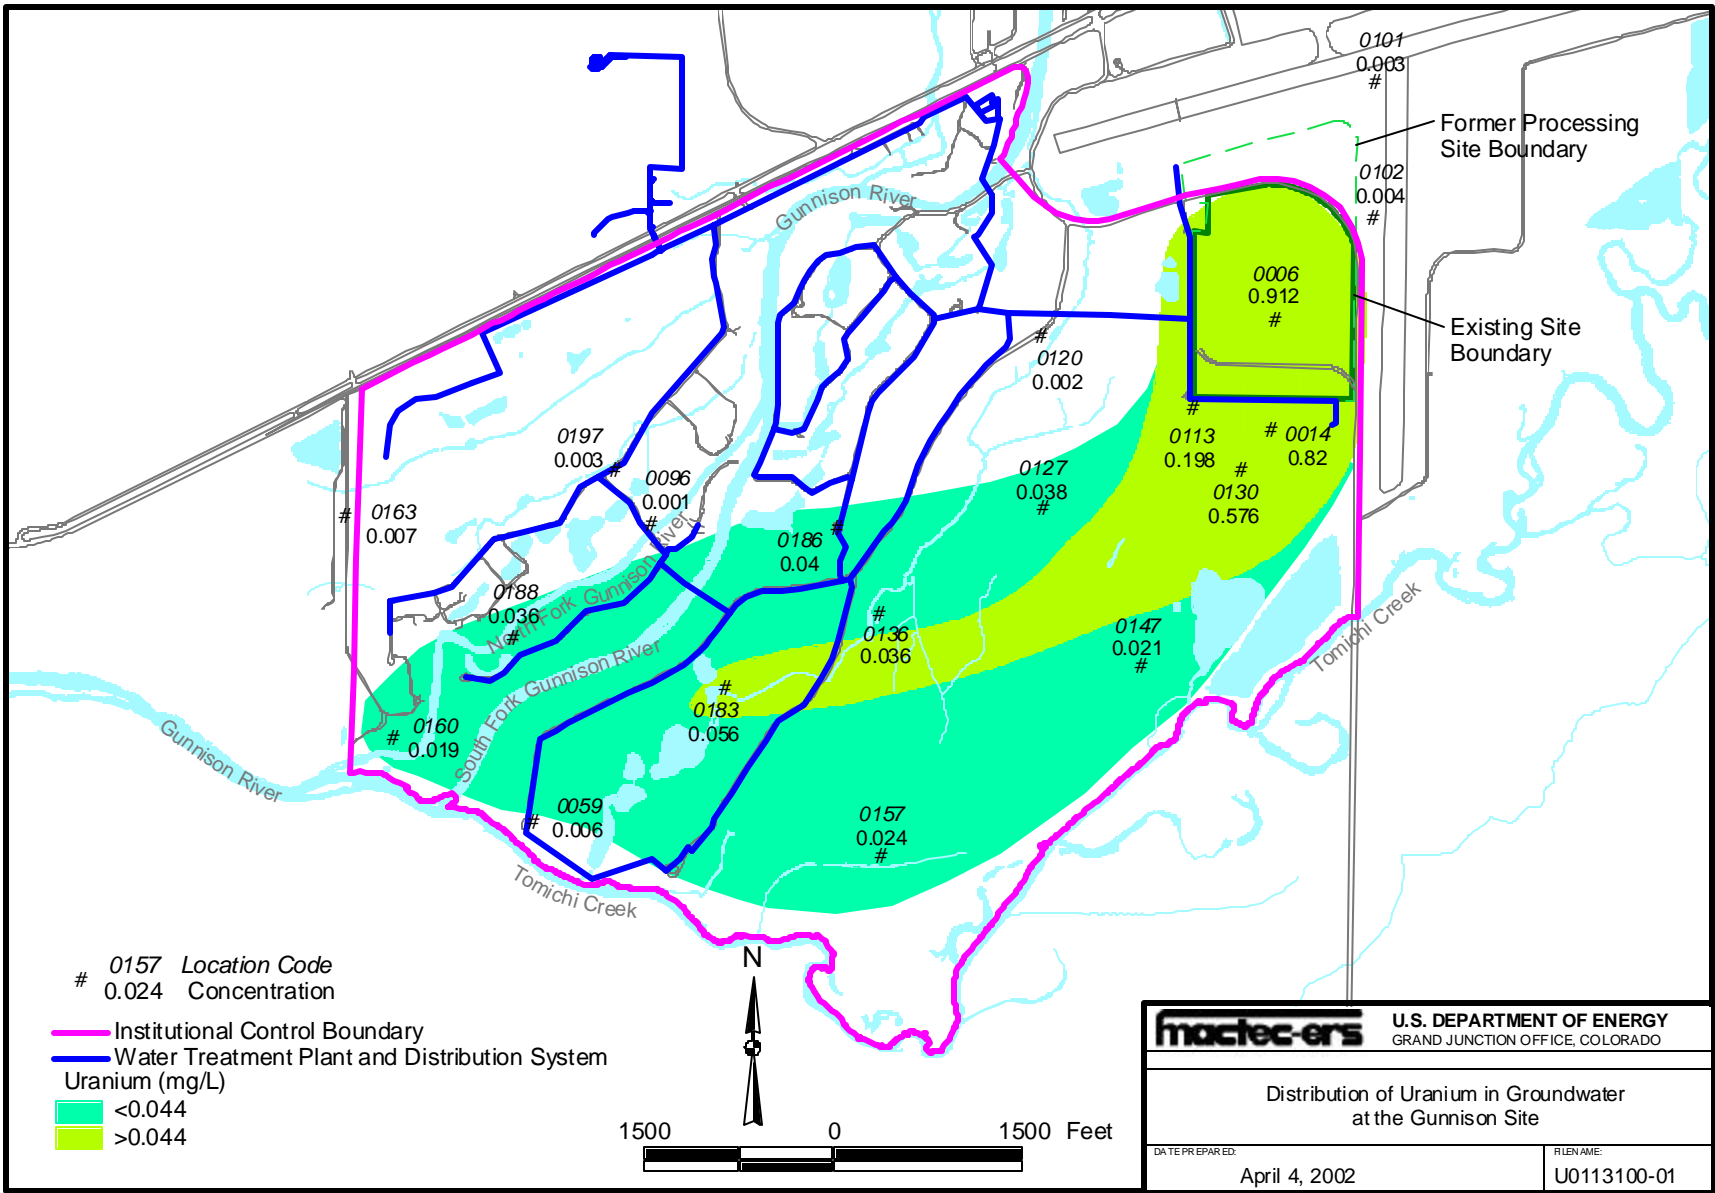 0101
0.003
#
Former Processing
Site Boundary
0102
0.004
#
Gunnison River
0006
0.912
#
Existing Site
Boundary
#
0120
0.002
#
0113
0.198
# 0014
0.82
#
0130
0.576
0197
0.003 #
0096
0.001
#
0127
0.038
#
# 0163
0.007
#
0186
0.04
0188
0.036
#
North Fork Gunnison River
#
0136
0.036
0147
0.021
#
Tomichi Creek
South Fork Gunnison River
#
0183
0.056
0160
# 0.019
Gunnison River
0059
# 0.006
0157
0.024
#
Tomichi Creek
# 0157 Location Code
0.024 Concentration
Institutional Control Boundary
Water Treatment Plant and Distribution System
Uranium (mg/L)
<0.044
>0.044
N
1500 0 1500 Feet
mactec-ers
U.S. DEPARTMENT OF ENERGY
GRAND JUNCTION OFFICE, COLORADO
Distribution of Uranium in Groundwater
at the Gunnison Site
DATE PREPARED:
April 4, 2002
FILENAME:
U0113100-01